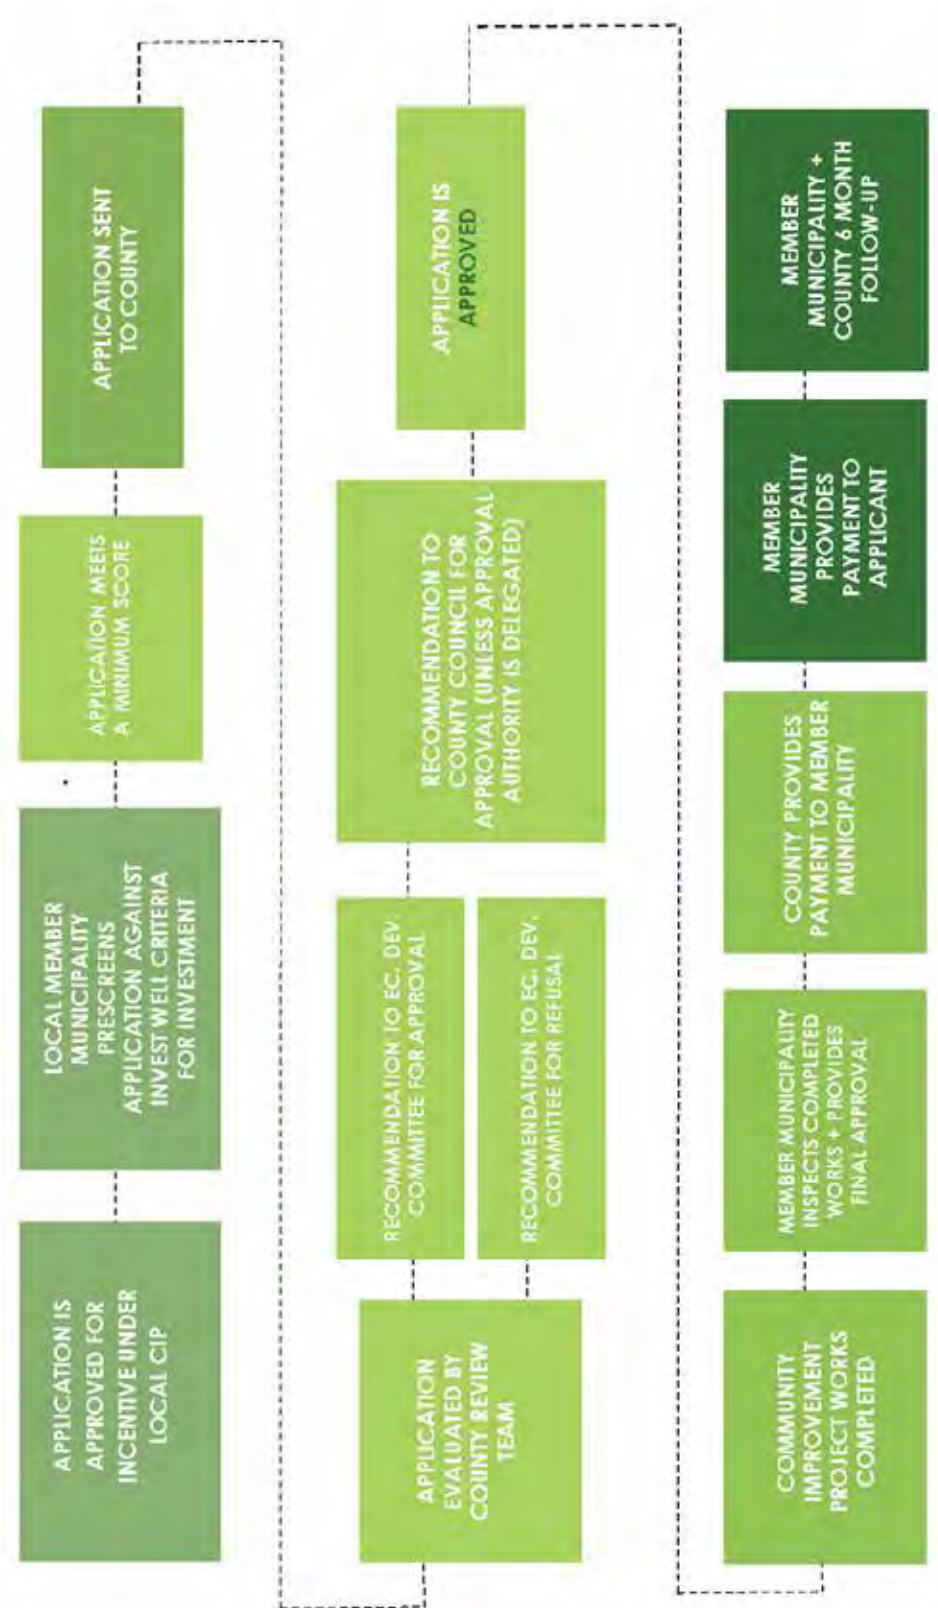 APPLICATION IS
APPROVED FOR
INCENTIVE UNDER
LOCAL CIP
LOCAL MEMBER
MUNICIPALITY
PRESCREENS
APPLICATION AGAINST
INVEST WELL CRITERIA
FOR INVESTMENT
APPLICATION MEETS
A MINIMUM SCORE
APPLICATION SENT
TO COUNTY
APPLICATION
EVALUATED BY
COUNTY REVIEW
TEAM
RECOMMENDATION TO EC. DEV.
COMMITTEE FOR APPROVAL
RECOMMENDATION TO EC. DEV.
COMMITTEE FOR REFUSAL
RECOMMENDATION TO
COUNTY COUNCIL FOR
APPROVAL (UNLESS APPROVAL
AUTHORITY IS DELEGATED)
APPLICATION IS
APPROVED
COMMUNITY
IMPROVEMENT
PROJECT WORKS
COMPLETED
MEMBER MUNICIPALITY
INSPECTS COMPLETED
WORKS + PROVIDES
FINAL APPROVAL
COUNTY PROVIDES
PAYMENT TO MEMBER
MUNICIPALITY
MEMBER
MUNICIPALITY
PROVIDES
PAYMENT TO
APPLICANT
MEMBER
MUNICIPALITY +
COUNTY 6 MONTH
FOLLOW-UP